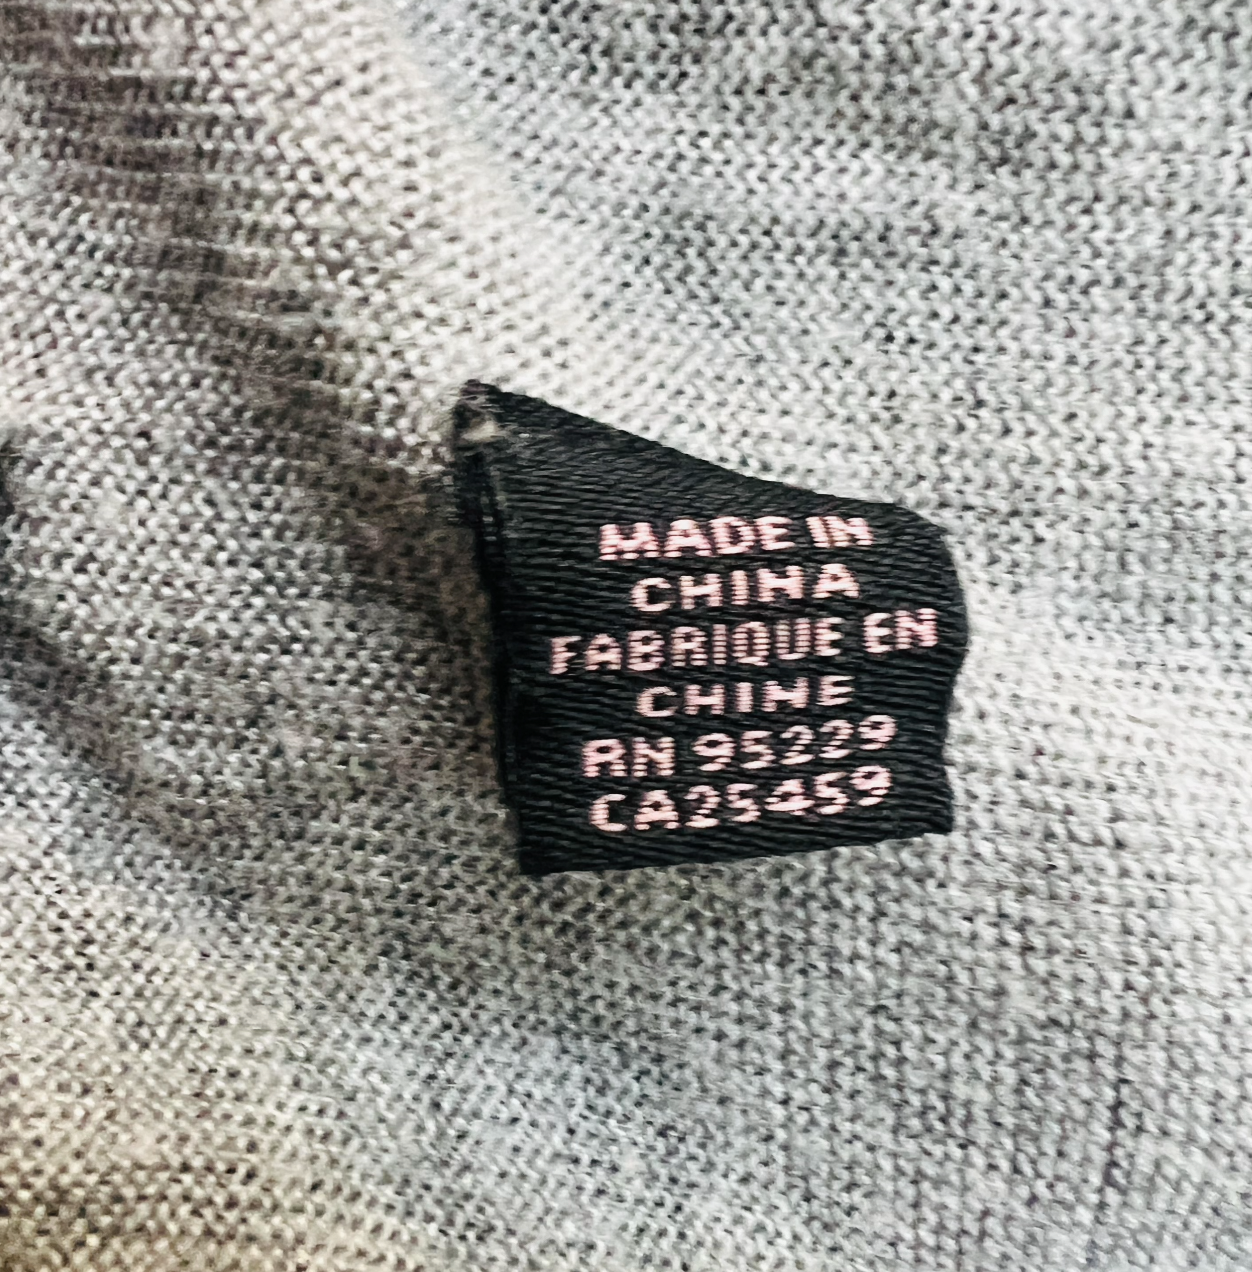 MADE IN
CHINA
FABRIQUE EN
CHINE
RN 95229
CA25459